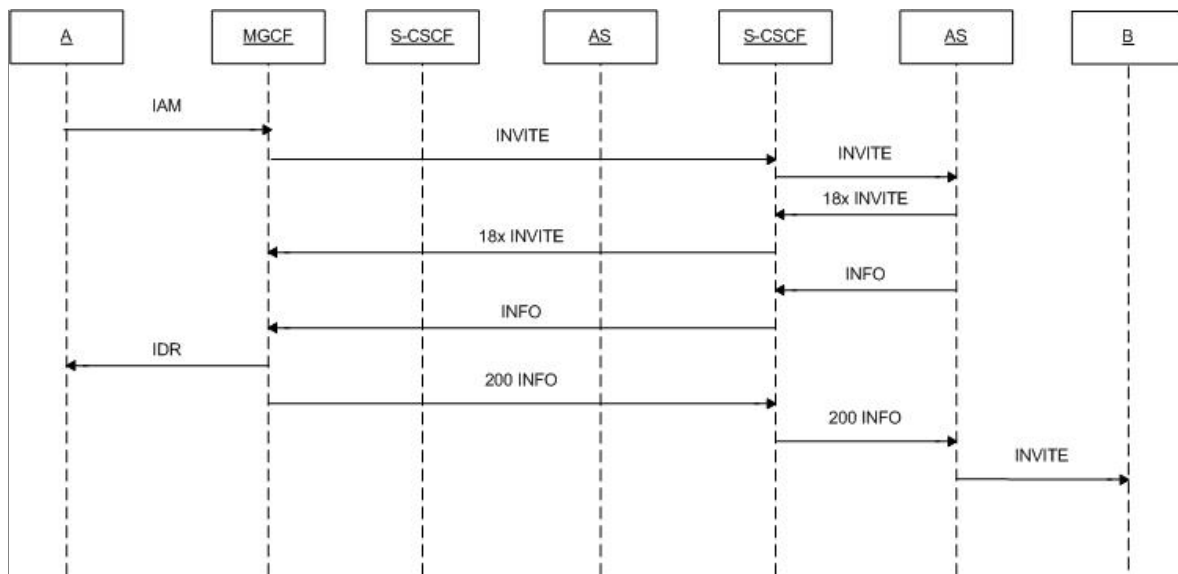 A
MGCF
S-CSCF
AS
S-CSCF
AS
B
IAM
INVITE
INVITE
18x INVITE
18x INVITE
INFO
INFO
IDR
200 INFO
200 INFO
INVITE